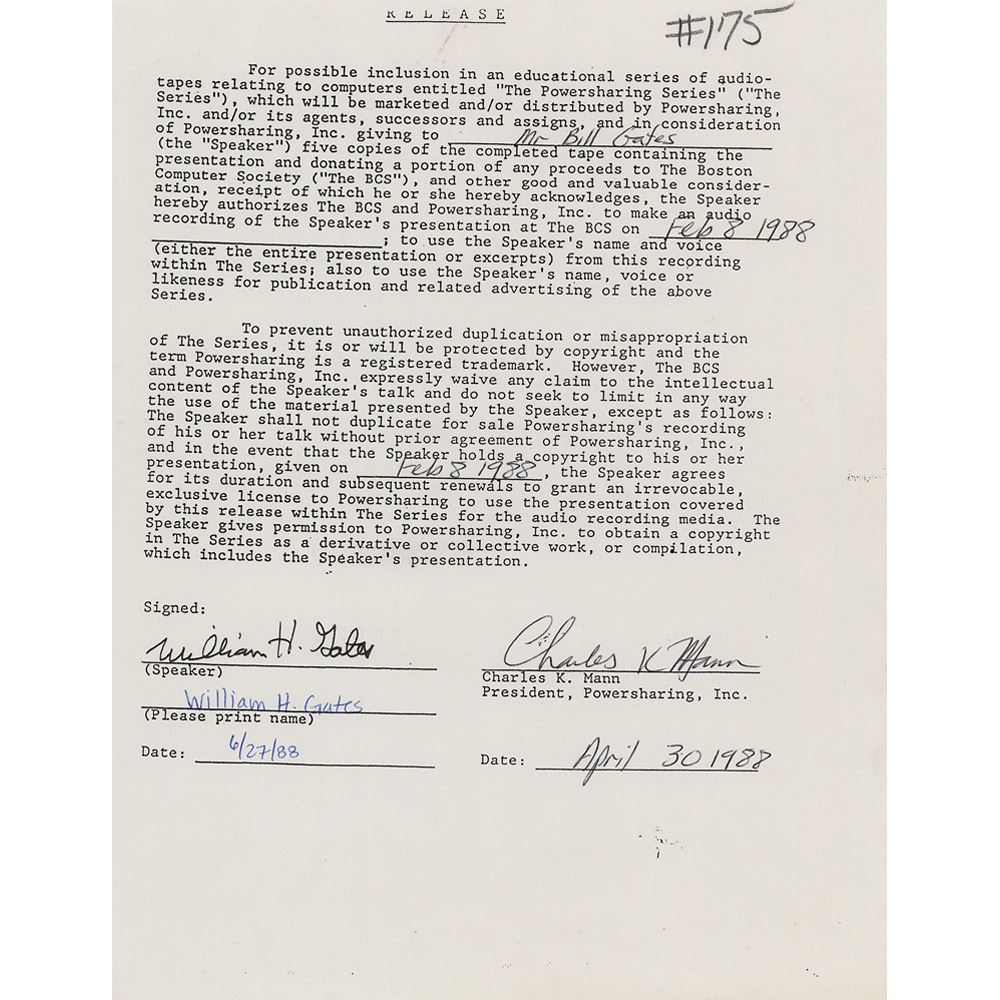 RELEASE
#175
For possible inclusion in an educational series of audio-
tapes relating to computers entitled "The Powersharing Series" ("The
Series"), which will be marketed and/or distributed by Powersharing,
Inc. and/or its agents, successors and assigns, and in consideration
of Powersharing, Inc. giving to Mr Bill Gates
(the "Speaker") five copies of the completed tape containing the
presentation and donating a portion of any proceeds to The Boston
Computer Society ("The BCS"), and other good and valuable consider-
ation, receipt of which he or she hereby acknowledges, the Speaker
hereby authorizes The BCS and Powersharing, Inc. to make an audio
recording of the Speaker's presentation at The BCS on Feb 8 1988
; to use the Speaker's name and voice
(either the entire presentation or excerpts) from this recording
within The Series; also to use the Speaker's name, voice or
likeness for publication and related advertising of the above
Series.
To prevent unauthorized duplication or misappropriation
of The Series, it is or will be protected by copyright and the
term Powersharing is a registered trademark. However, The BCS
and Powersharing, Inc. expressly waive any claim to the intellectual
content of the Speaker's talk and do not seek to limit in any way
the use of the material presented by the Speaker, except as follows:
The Speaker shall not duplicate for sale Powersharing's recording
of his or her talk without prior agreement of Powersharing, Inc.,
and in the event that the Speaker holds a copyright to his or her
presentation, given on Feb 8 1988, the Speaker agrees
for its duration and subsequent renewals to grant an irrevocable,
exclusive license to Powersharing to use the presentation covered
by this release within The Series for the audio recording media. The
Speaker gives permission to Powersharing, Inc. to obtain a copyright
in The Series as a derivative or collective work, or compilation,
which includes the Speaker's presentation.
Signed:
William H. Gates
(Speaker)
William H. Gates
(Please print name)
Date: 6/27/88
Charles K Mann
Charles K. Mann
President, Powersharing, Inc.
Date: April 30 1988